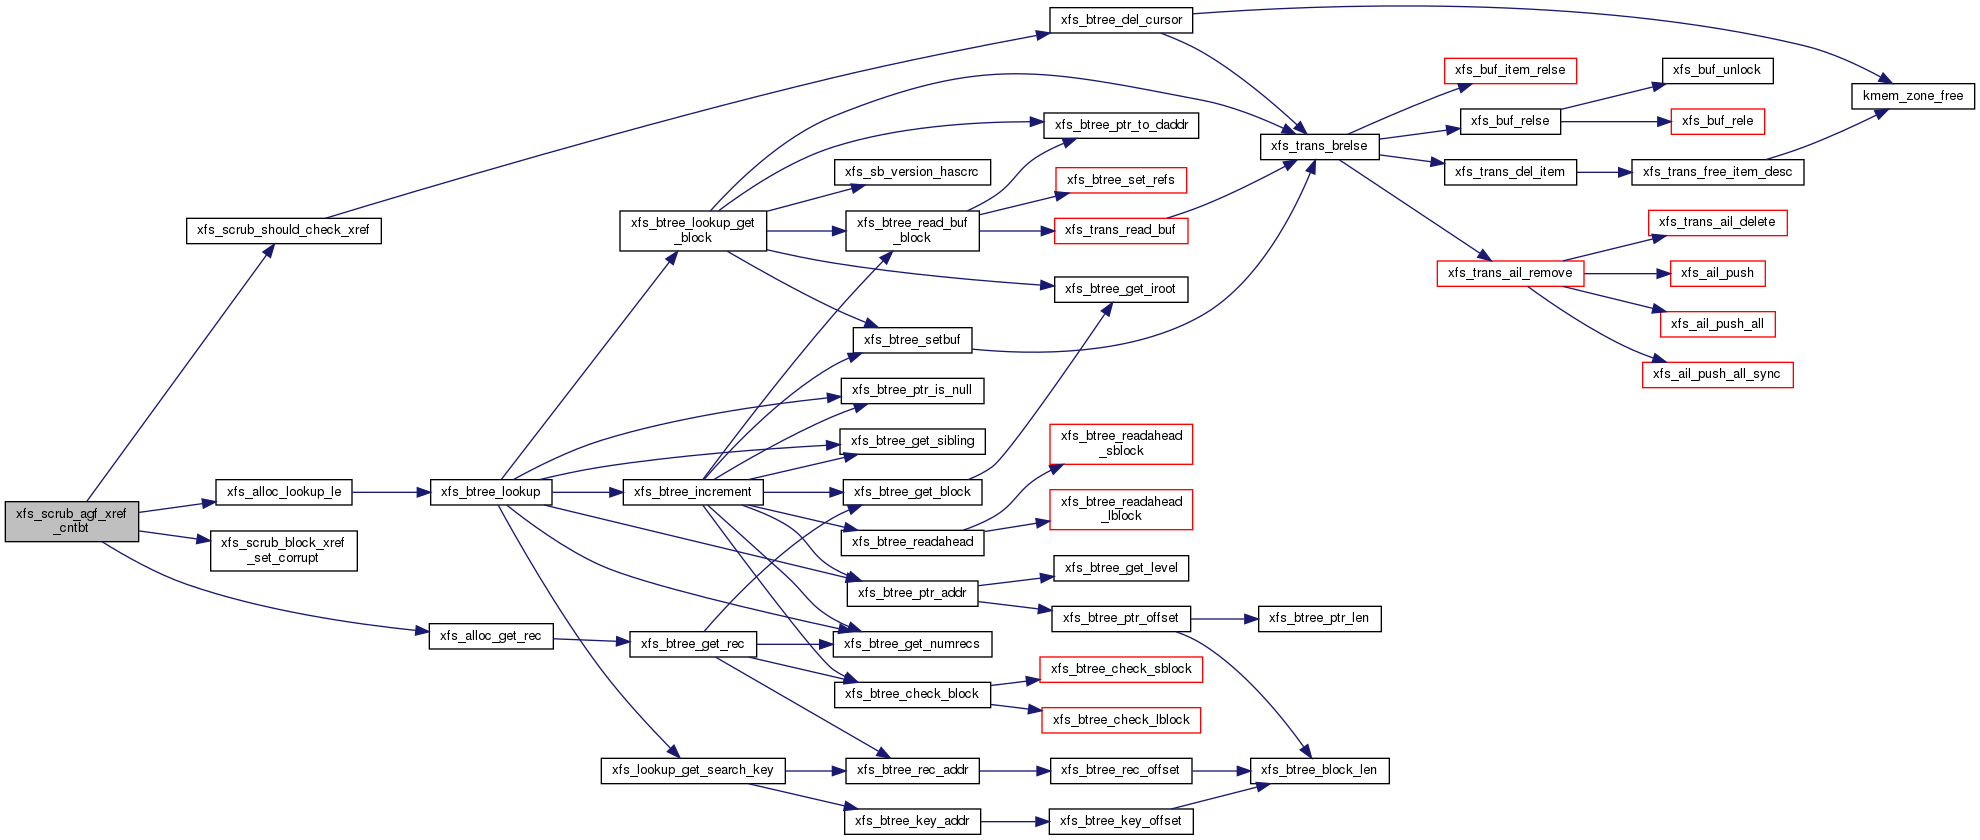 xfs_scrub_agf_xref
_cntbt
xfs_scrub_should_check_xref
xfs_alloc_lookup_le
xfs_scrub_block_xref
_set_corrupt
xfs_alloc_get_rec
xfs_btree_lookup
xfs_btree_lookup_get
_block
xfs_btree_increment
xfs_btree_get_rec
xfs_lookup_get_search_key
xfs_sb_version_hascrc
xfs_btree_read_buf
_block
xfs_btree_setbuf
xfs_btree_ptr_is_null
xfs_btree_get_sibling
xfs_btree_get_block
xfs_btree_readahead
xfs_btree_ptr_addr
xfs_btree_get_numrecs
xfs_btree_check_block
xfs_btree_rec_addr
xfs_btree_key_addr
xfs_btree_del_cursor
xfs_btree_ptr_to_daddr
xfs_btree_set_refs
xfs_trans_read_buf
xfs_btree_get_iroot
xfs_btree_readahead
_sblock
xfs_btree_readahead
_lblock
xfs_btree_get_level
xfs_btree_ptr_offset
xfs_btree_check_sblock
xfs_btree_check_lblock
xfs_btree_rec_offset
xfs_btree_key_offset
xfs_trans_brelse
xfs_btree_ptr_len
xfs_btree_block_len
xfs_buf_item_relse
xfs_buf_relse
xfs_trans_del_item
xfs_trans_ail_remove
xfs_buf_unlock
xfs_buf_rele
xfs_trans_free_item_desc
xfs_trans_ail_delete
xfs_ail_push
xfs_ail_push_all
xfs_ail_push_all_sync
kmem_zone_free